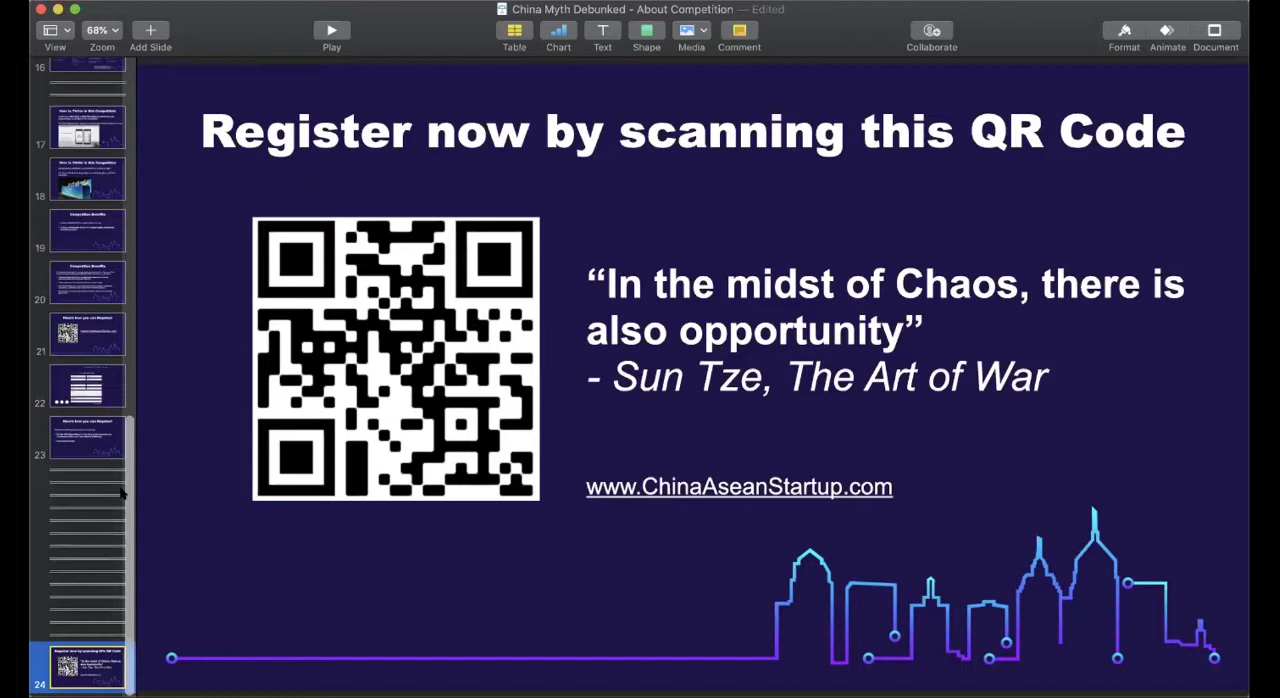 China Myth Debunked - About Competition — Edited
68%
View
Zoom
Add Slide
Play
Table
Chart
Text
Shape
Media
Comment
Collaborate
Format
Animate
Document
16
17
18
19
20
21
22
23
24
Register now by scanning this QR Code
“In the midst of Chaos, there is
also opportunity”
- Sun Tze, The Art of War
www.ChinaAseanStartup.com